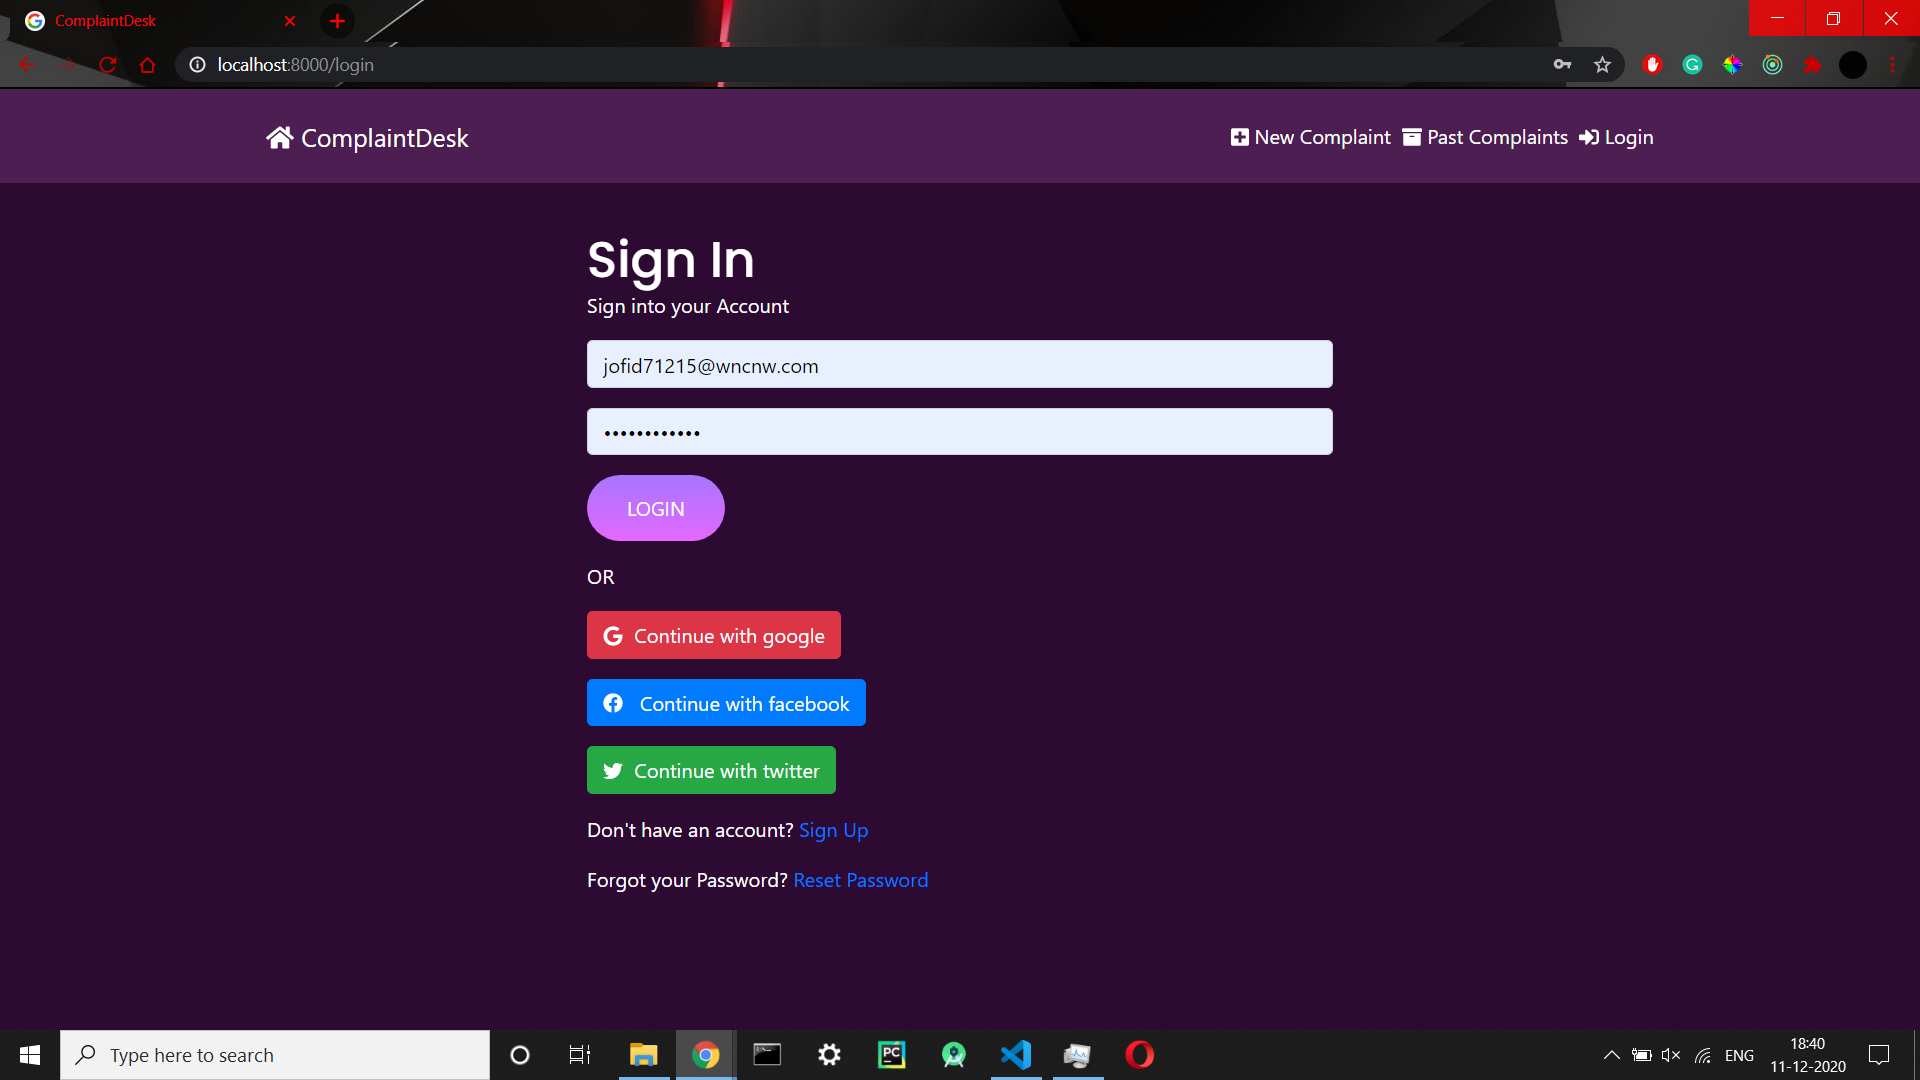 ComplaintDesk
localhost:8000/login
ComplaintDesk
New Complaint Past Complaints Login
Sign In
Sign into your Account
jofid71215@wncnw.com
••••••••••••
LOGIN
OR
Continue with google
Continue with facebook
Continue with twitter
Don't have an account? Sign Up
Forgot your Password? Reset Password
Type here to search
PC
ENG
18:40
11-12-2020